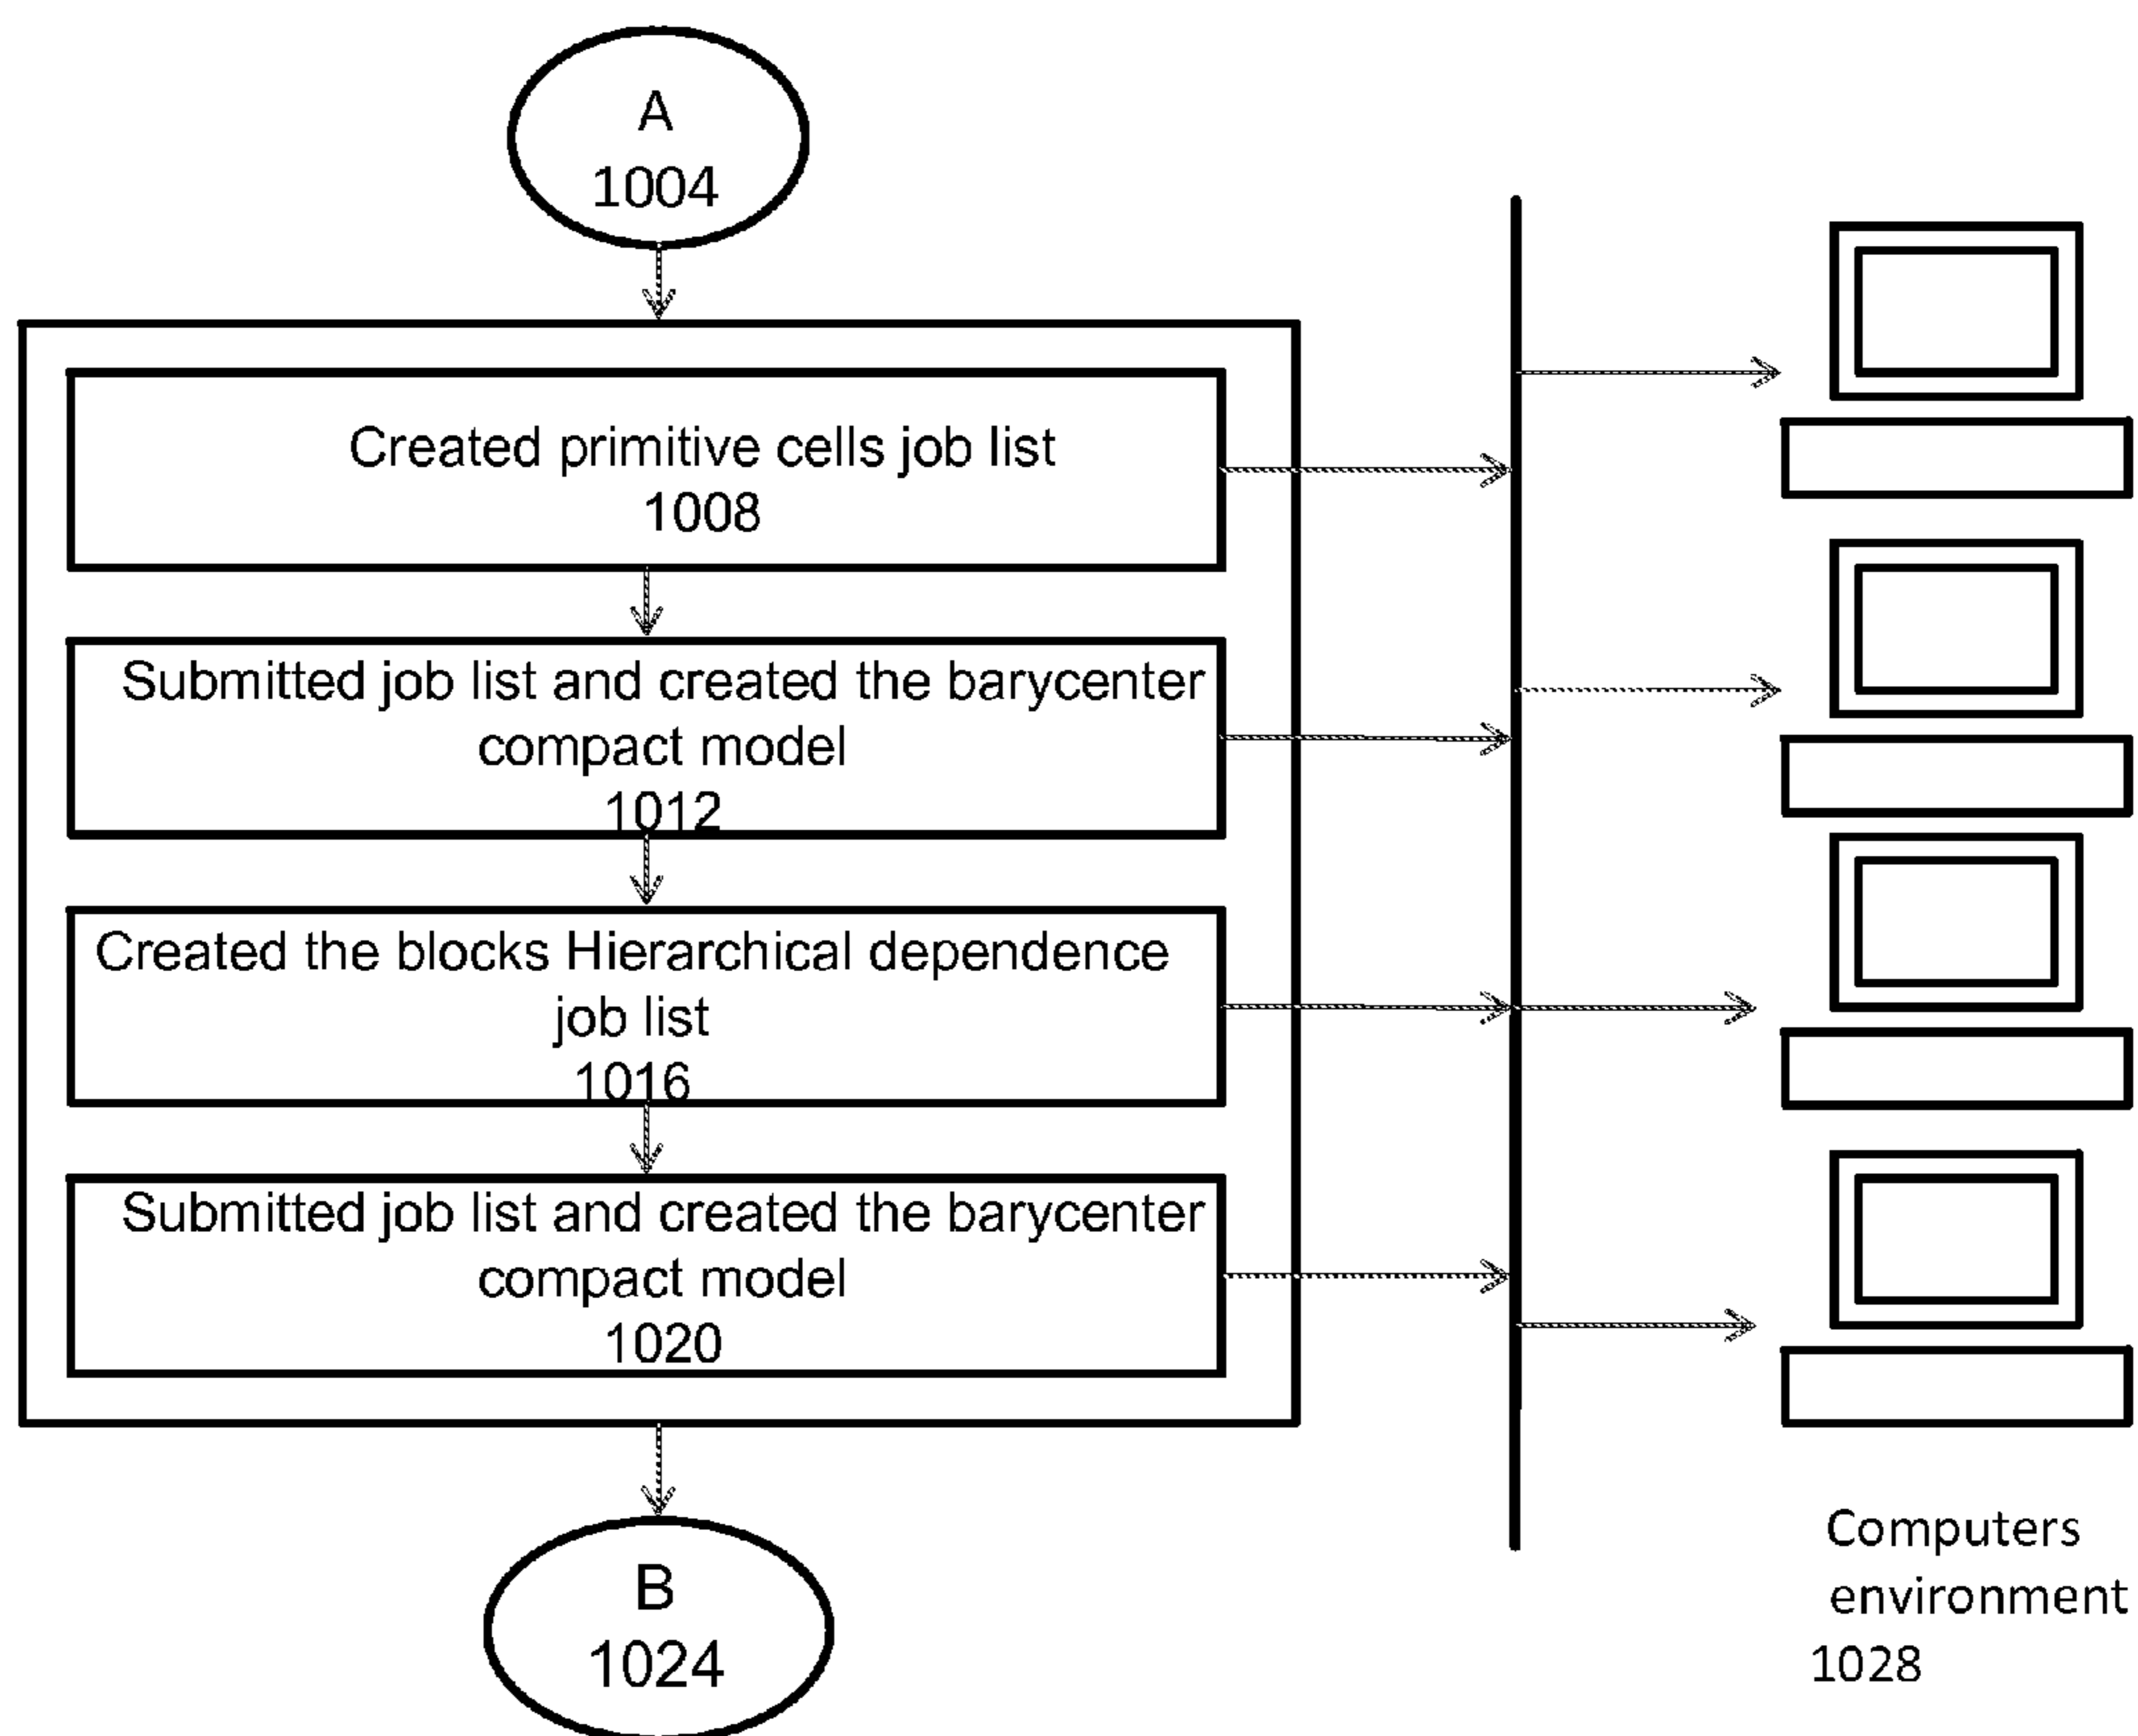 A
1004
Created primitive cells job list
1008
Submitted job list and created the barycenter
compact model
1012
Created the blocks Hierarchical dependence
job list
1016
Submitted job list and created the barycenter
compact model
1020
B
1024
Computers
environment
1028